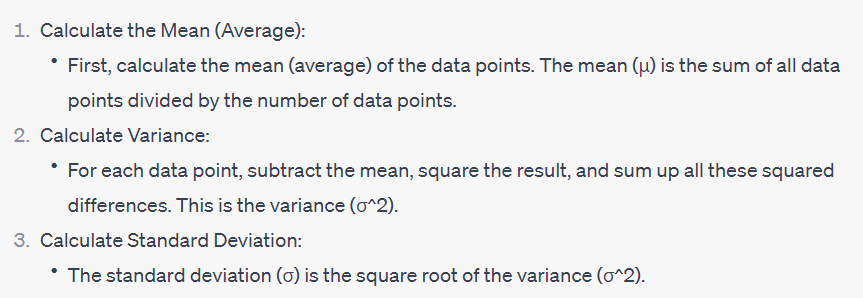 1. Calculate the Mean (Average):
• First, calculate the mean (average) of the data points. The mean (μ) is the sum of all data
points divided by the number of data points.
2. Calculate Variance:
• For each data point, subtract the mean, square the result, and sum up all these squared
differences. This is the variance (σ^2).
3. Calculate Standard Deviation:
• The standard deviation (σ) is the square root of the variance (σ^2).